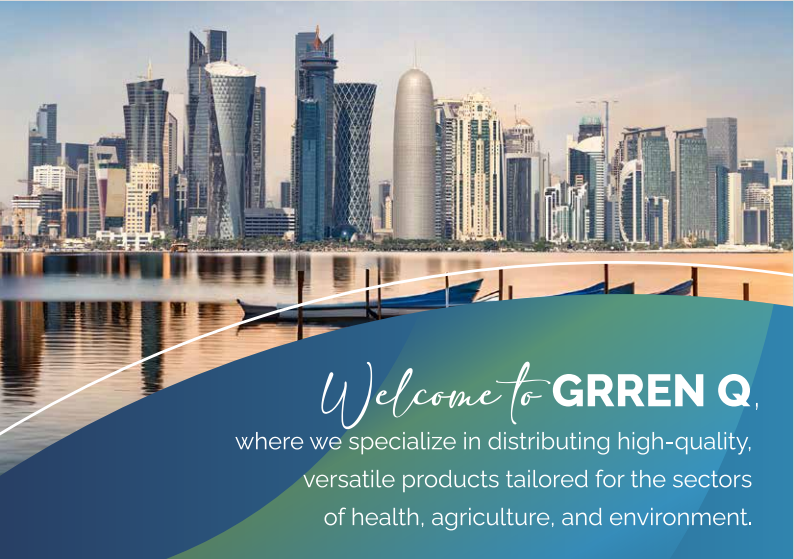 Welcome to GRREN Q,
where we specialize in distributing high-quality,
versatile products tailored for the sectors
of health, agriculture, and environment.